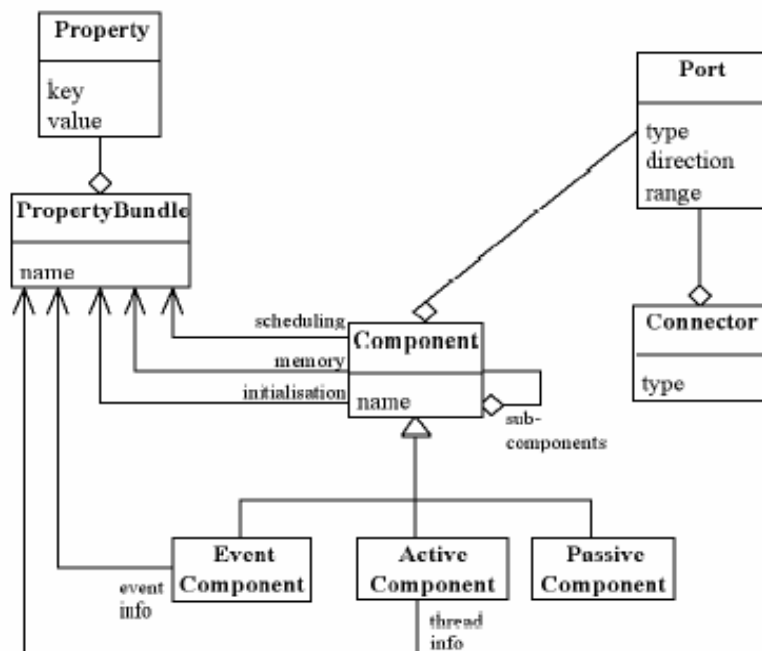 Property
key
value
PropertyBundle
name
Port
type
direction
range
Connector
type
scheduling
memory
initialisation
Component
name
sub-
components
Event
Component
Active
Component
Passive
Component
event
info
thread
info